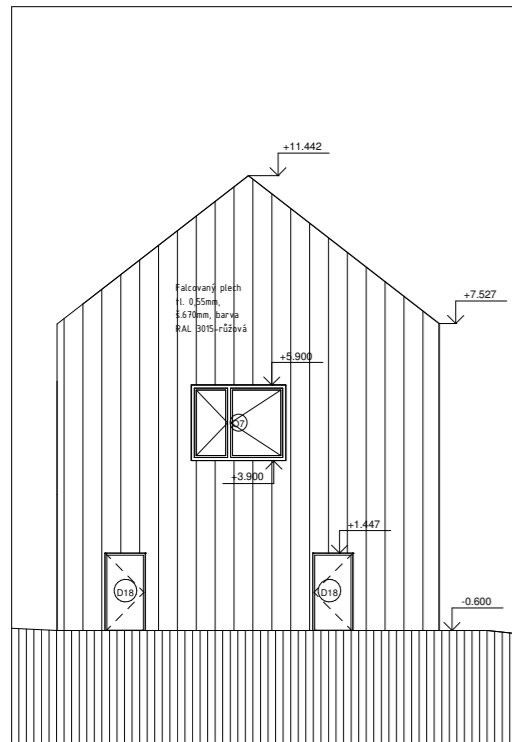 +11.442
+7.527
Falcovaný plech
tl. 0,55mm,
š.670mm, barva
RAL 3015-růžová
+5.900
+3.900
+1.447
D18
D18
-0.600